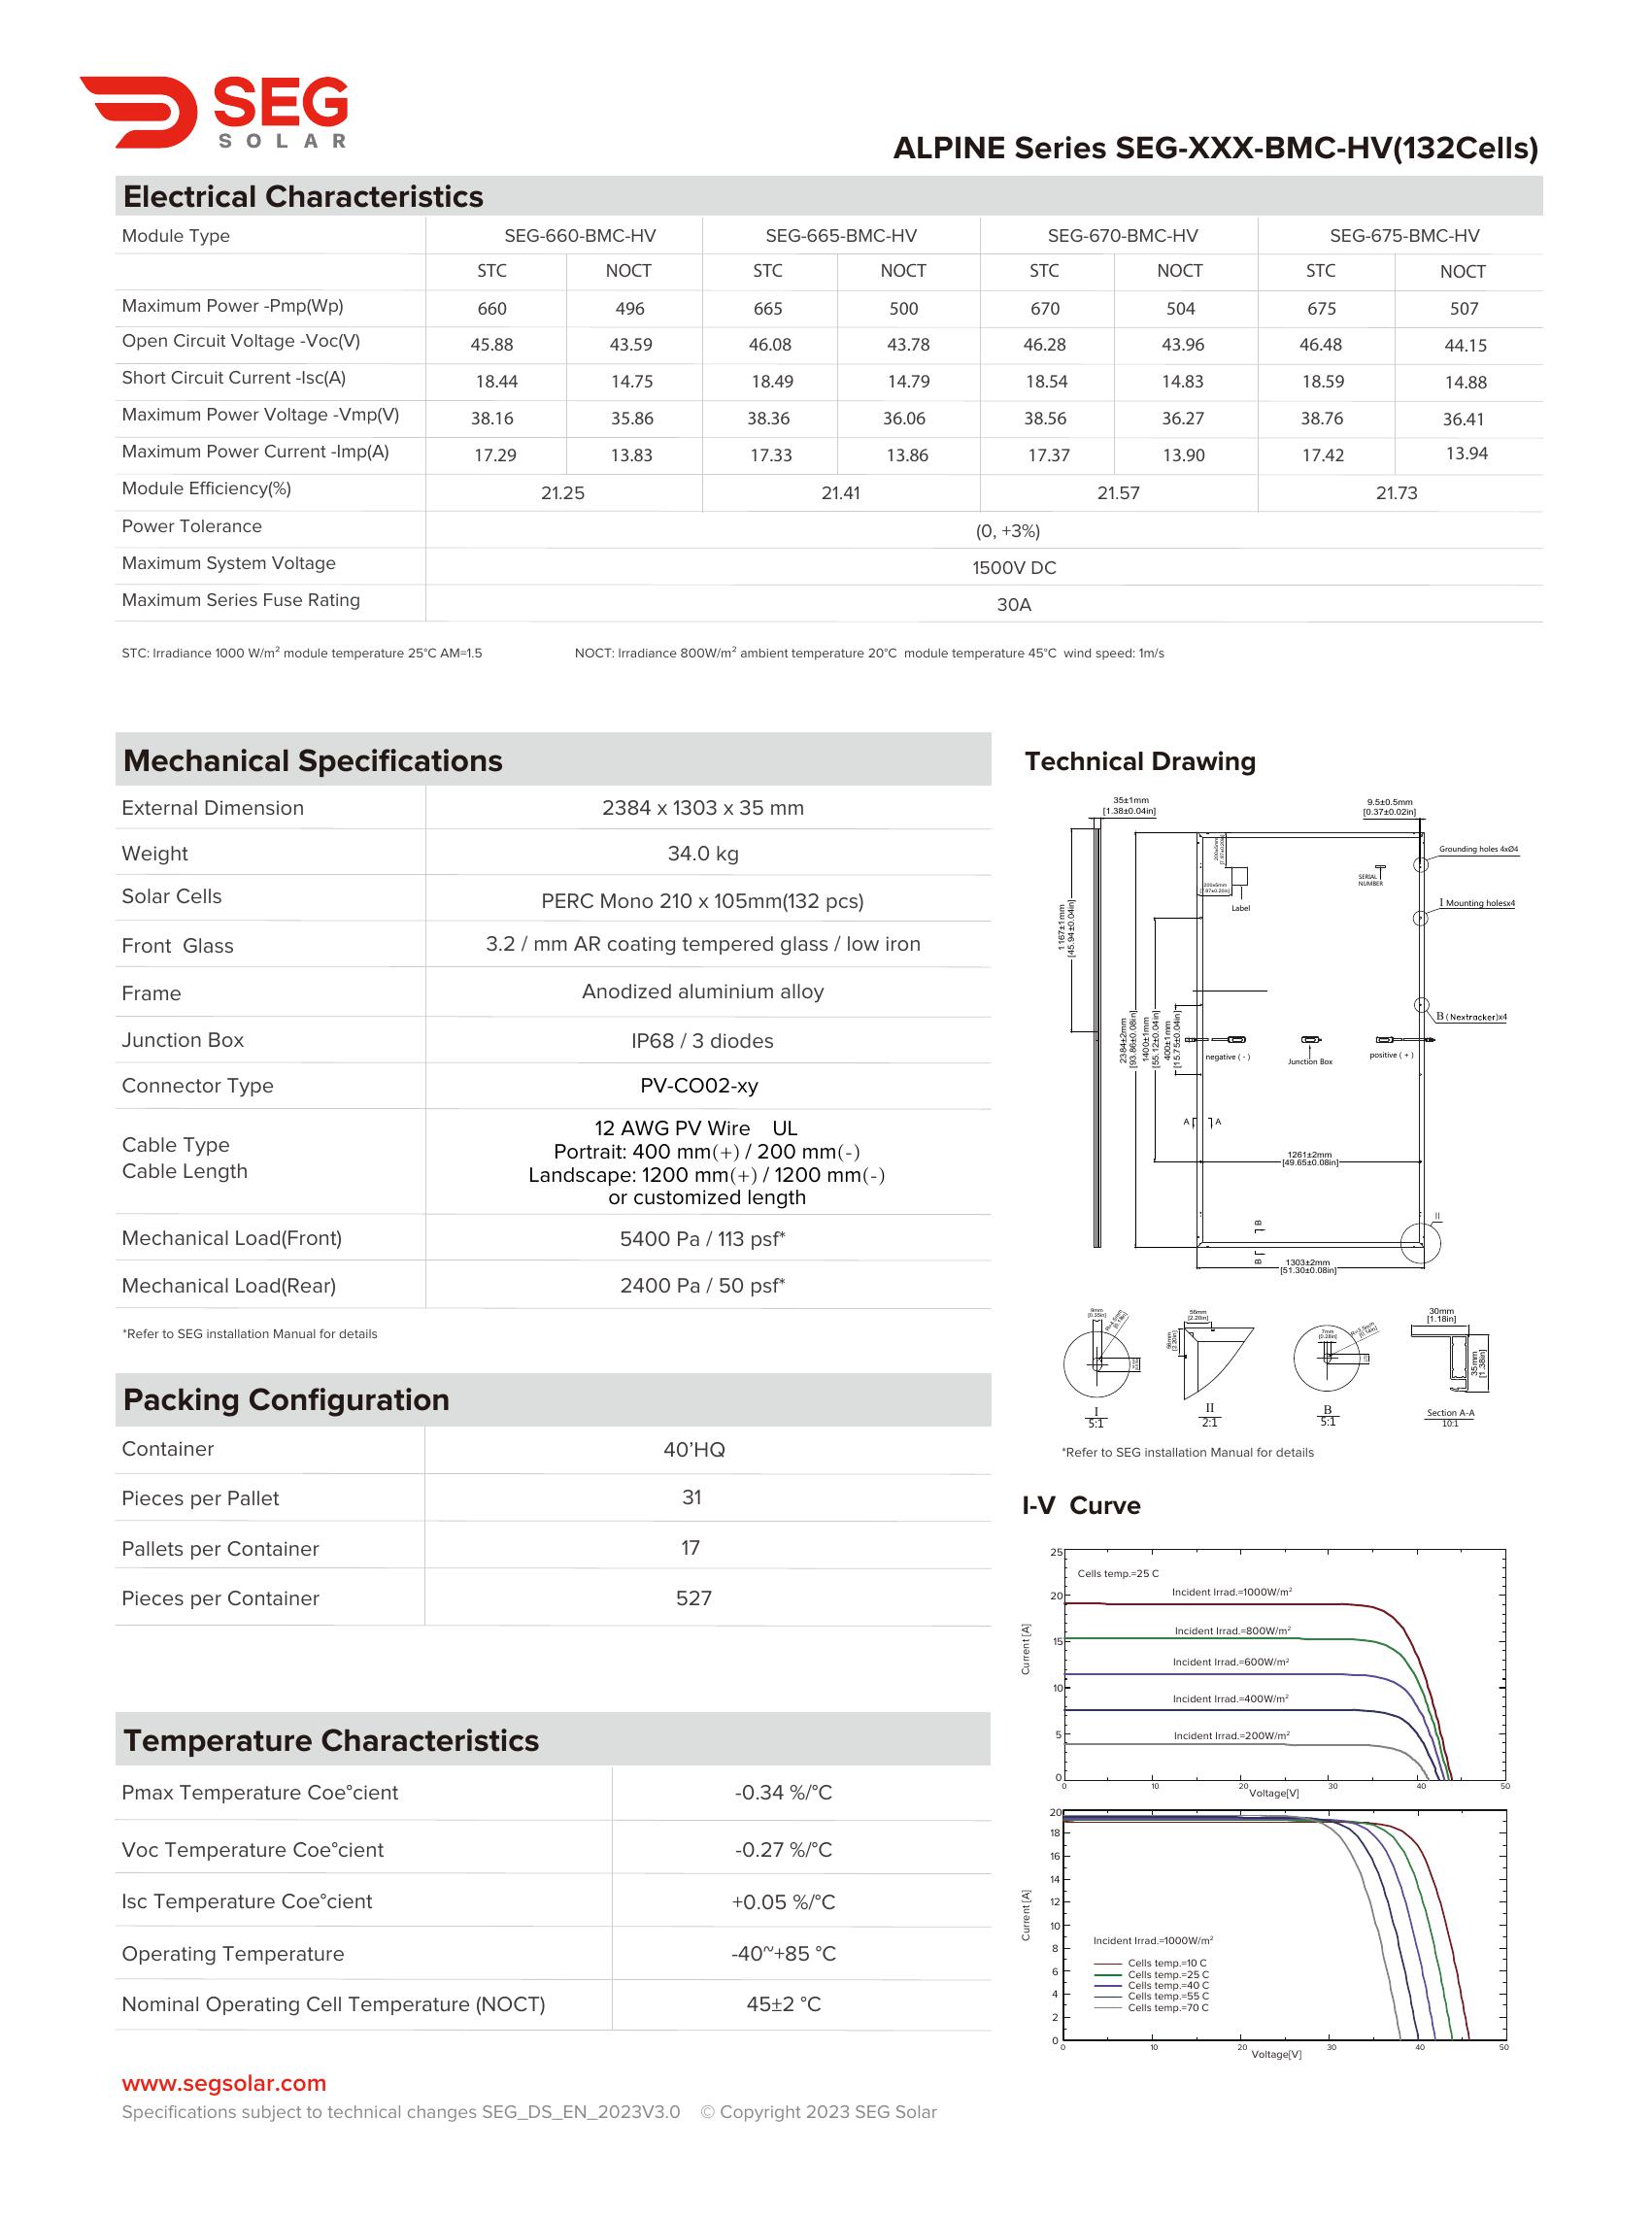 SEG
SOLAR
ALPINE Series SEG-XXX-BMC-HV(132Cells)
Electrical Characteristics
Module Type SEG-660-BMC-HV SEG-665-BMC-HV SEG-670-BMC-HV SEG-675-BMC-HV
STC NOCT STC NOCT STC NOCT STC NOCT
Maximum Power -Pmp(Wp) 660 496 665 500 670 504 675 507
Open Circuit Voltage -Voc(V) 45.88 43.59 46.08 43.78 46.28 43.96 46.48 44.15
Short Circuit Current -Isc(A) 18.44 14.75 18.49 14.79 18.54 14.83 18.59 14.88
Maximum Power Voltage -Vmp(V) 38.16 35.86 38.36 36.06 38.56 36.27 38.76 36.41
Maximum Power Current -Imp(A) 17.29 13.83 17.33 13.86 17.37 13.90 17.42 13.94
Module Efficiency(%) 21.25 21.41 21.57 21.73
Power Tolerance (0, +3%)
Maximum System Voltage 1500V DC
Maximum Series Fuse Rating 30A
STC: Irradiance 1000 W/m² module temperature 25°C AM=1.5 NOCT: Irradiance 800W/m² ambient temperature 20°C module temperature 45°C wind speed: 1m/s
Mechanical Specifications
External Dimension 2384 x 1303 x 35 mm
Weight 34.0 kg
Solar Cells PERC Mono 210 x 105mm(132 pcs)
Front Glass 3.2 / mm AR coating tempered glass / low iron
Frame Anodized aluminium alloy
Junction Box IP68 / 3 diodes
Connector Type PV-CO02-xy
Cable Type
Cable Length
12 AWG PV Wire UL
Portrait: 400 mm(+) / 200 mm(-)
Landscape: 1200 mm(+) / 1200 mm(-)
or customized length
Mechanical Load(Front) 5400 Pa / 113 psf*
Mechanical Load(Rear) 2400 Pa / 50 psf*
*Refer to SEG installation Manual for details
Packing Configuration
Container 40’HQ
Pieces per Pallet 31
Pallets per Container 17
Pieces per Container 527
Temperature Characteristics
Pmax Temperature Coe°cient -0.34 %/°C
Voc Temperature Coe°cient -0.27 %/°C
Isc Temperature Coe°cient +0.05 %/°C
Operating Temperature -40~+85 °C
Nominal Operating Cell Temperature (NOCT) 45±2 °C
Technical Drawing
35±1mm
[1.38±0.04in]
9.5±0.5mm
[0.37±0.02in]
Grounding holes 4xØ4
SERIAL
NUMBER
Label
I Mounting holesx4
1167±1mm
[45.94±0.04in]
B (Nextracker)x4
2384±2mm
[93.86±0.08in]
1400±1mm
[55.12±0.04in]
400±1mm
[15.75±0.04in]
negative ( - )
Junction Box
positive ( + )
A A
1261±2mm
[49.65±0.08in]
B
B
II
1303±2mm
[51.30±0.08in]
30mm
[1.18in]
35mm
[1.38in]
I
5:1
II
2:1
B
5:1
Section A-A
10:1
*Refer to SEG installation Manual for details
I-V Curve
25
20
15
10
5
0
Current [A]
Cells temp.=25 C
Incident Irrad.=1000W/m²
Incident Irrad.=800W/m²
Incident Irrad.=600W/m²
Incident Irrad.=400W/m²
Incident Irrad.=200W/m²
0 10 20 30 40 50
Voltage[V]
20
18
16
14
12
10
8
6
4
2
0
Current [A]
Incident Irrad.=1000W/m²
Cells temp.=10 C
Cells temp.=25 C
Cells temp.=40 C
Cells temp.=55 C
Cells temp.=70 C
0 10 20 30 40 50
Voltage[V]
www.segsolar.com
Specifications subject to technical changes SEG_DS_EN_2023V3.0 © Copyright 2023 SEG Solar